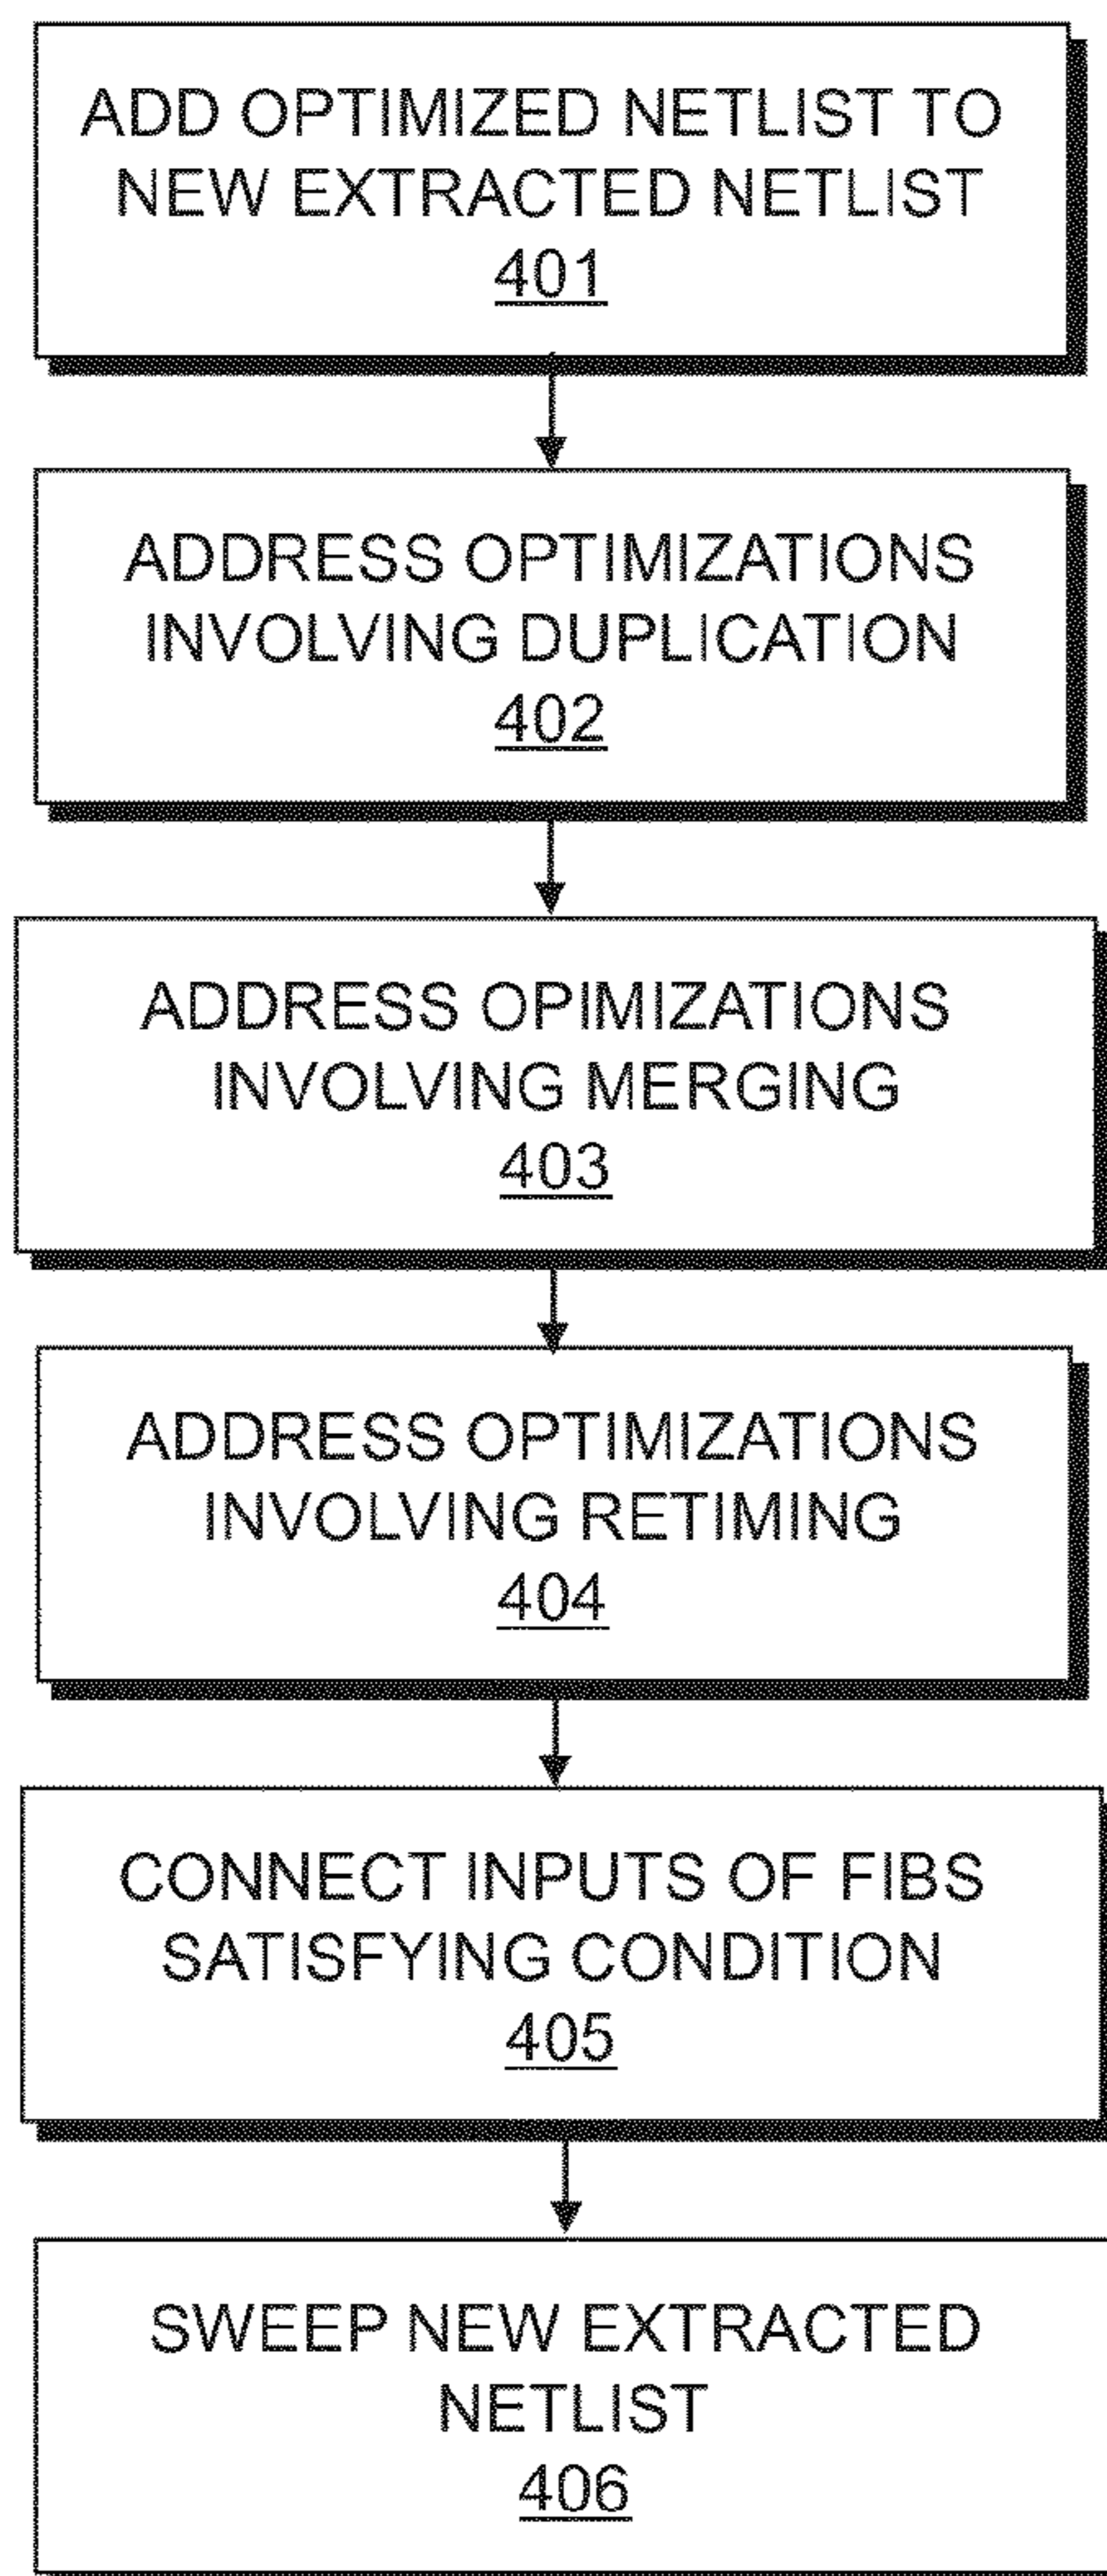 ADD OPTIMIZED NETLIST TO
NEW EXTRACTED NETLIST
401
ADDRESS OPTIMIZATIONS
INVOLVING DUPLICATION
402
ADDRESS OPIMIZATIONS
INVOLVING MERGING
403
ADDRESS OPTIMIZATIONS
INVOLVING RETIMING
404
CONNECT INPUTS OF FIBS
SATISFYING CONDITION
405
SWEEP NEW EXTRACTED
NETLIST
406